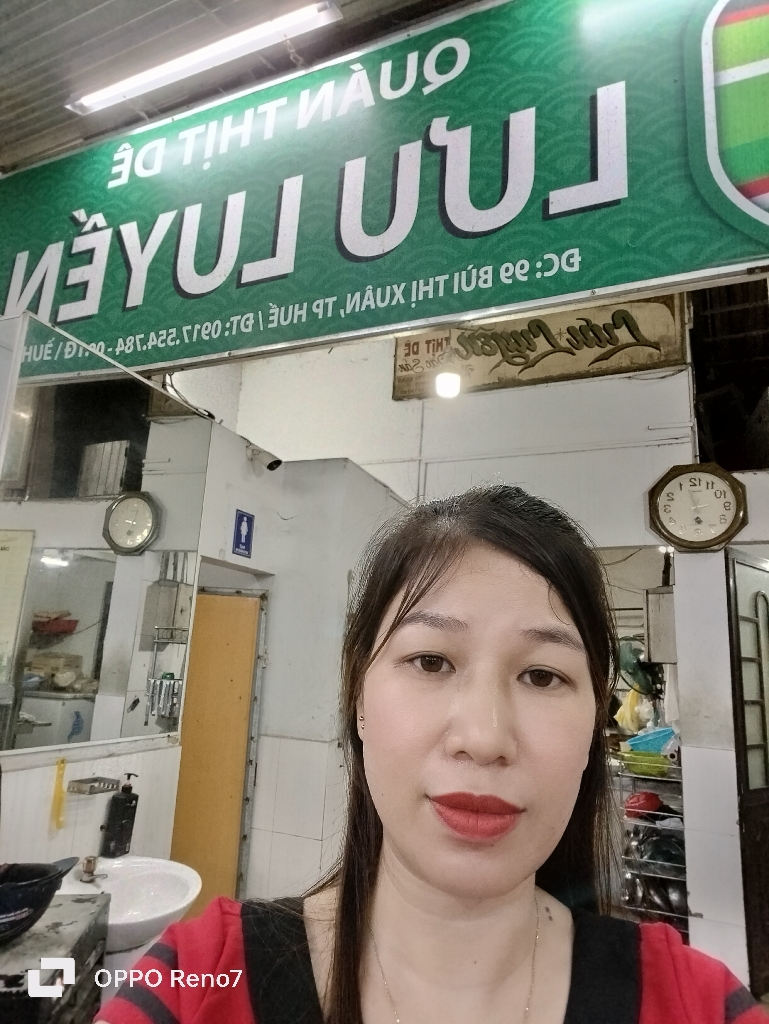 QUÁN THỊT DÊ
LƯU LUYẾN
ĐC: 99 BÙI THỊ XUÂN, TP HUẾ / ĐT: 0917.554.784 - 09
Lưu Luyến
THỊT DÊ
OPPO Reno7